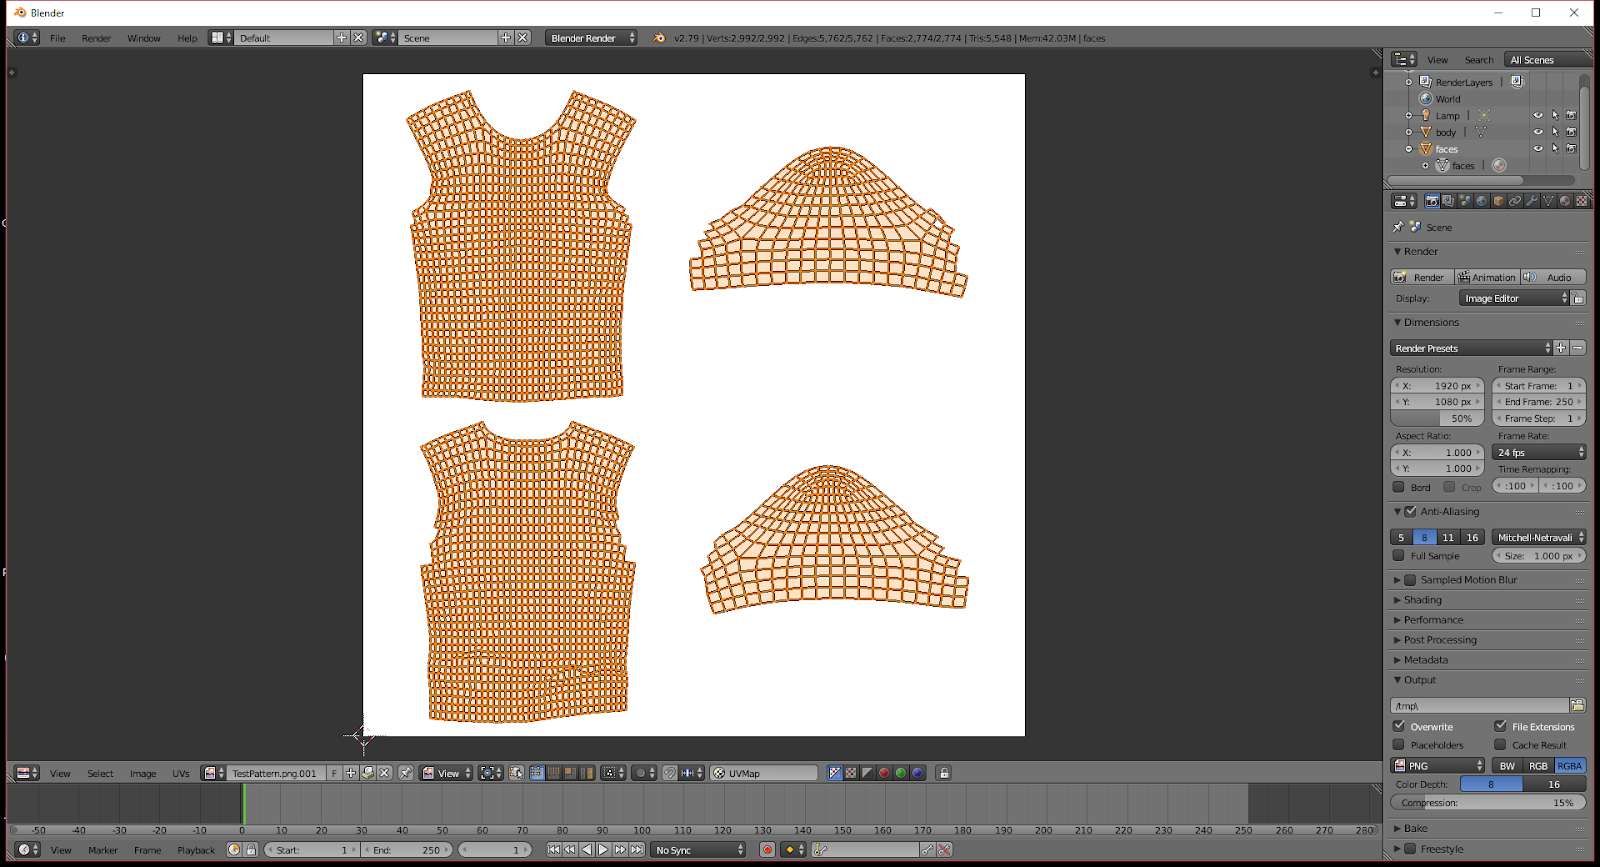 Blender
File Render Window Help Default Scene Blender Render v2.79 | Verts:2,992/2,992 | Edges:5,762/5,762 | Faces:2,774/2,774 | Tris:5,548 | Mem:42.03M | faces
View Search All Scenes
RenderLayers
World
Lamp
body
faces
faces
Scene
Render
Render Animation Audio
Display: Image Editor
Dimensions
Render Presets
Resolution: Frame Range:
X: 1920 px Start Frame: 1
Y: 1080 px End Frame: 250
50% Frame Step: 1
Aspect Ratio: Frame Rate:
X: 1.000 24 fps
Y: 1.000 Time Remapping:
Bord Crop :100 :100
Anti-Aliasing
5 8 11 16 Mitchell-Netravali
Full Sample Size: 1.000 px
Sampled Motion Blur
Shading
Performance
Post Processing
Metadata
Output
/tmp\
Overwrite File Extensions
Placeholders Cache Result
PNG BW RGB RGBA
Color Depth: 8 16
Compression: 15%
Bake
Freestyle
View Select Image UVs TestPattern.png.001 F View UVMap
-50 -40 -30 -20 -10 0 10 20 30 40 50 60 70 80 90 100 110 120 130 140 150 160 170 180 190 200 210 220 230 240 250 260 270 280
View Marker Frame Playback Start: 1 End: 250 1 No Sync